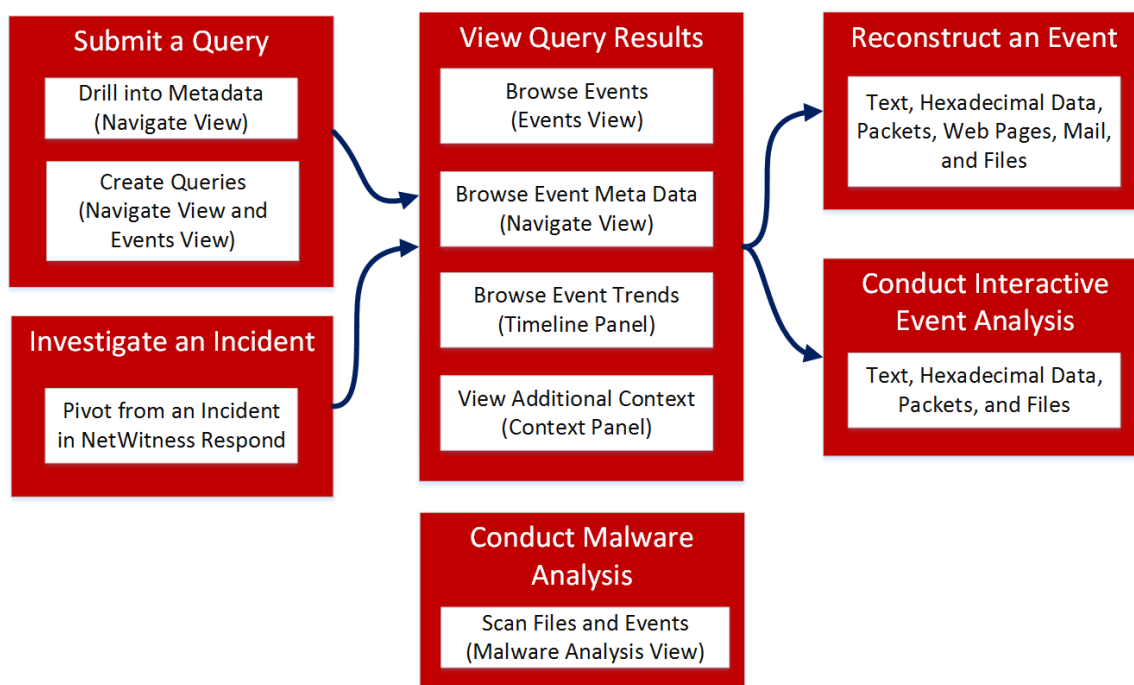 Submit a Query
Drill into Metadata
(Navigate View)
Create Queries
(Navigate View and
Events View)
Investigate an Incident
Pivot from an Incident
in NetWitness Respond
View Query Results
Browse Events
(Events View)
Browse Event Meta Data
(Navigate View)
Browse Event Trends
(Timeline Panel)
View Additional Context
(Context Panel)
Conduct Malware
Analysis
Scan Files and Events
(Malware Analysis View)
Reconstruct an Event
Text, Hexadecimal Data,
Packets, Web Pages, Mail,
and Files
Conduct Interactive
Event Analysis
Text, Hexadecimal Data,
Packets, and Files